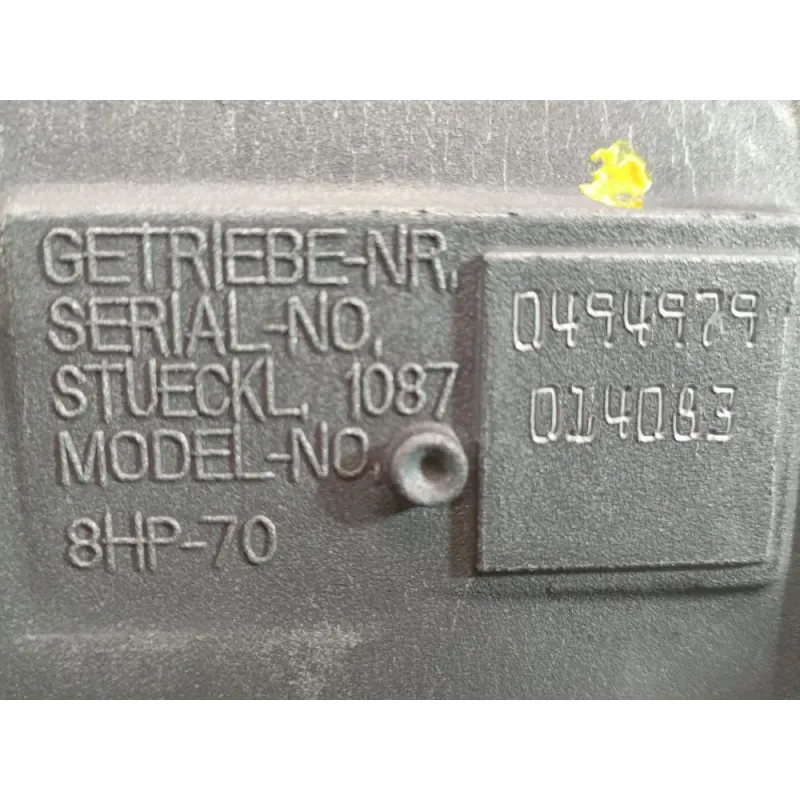 GETRIEBE-NR.
SERIAL-NO.
0494979
STUECKL. 1087
014083
MODEL-NO.
8HP-70